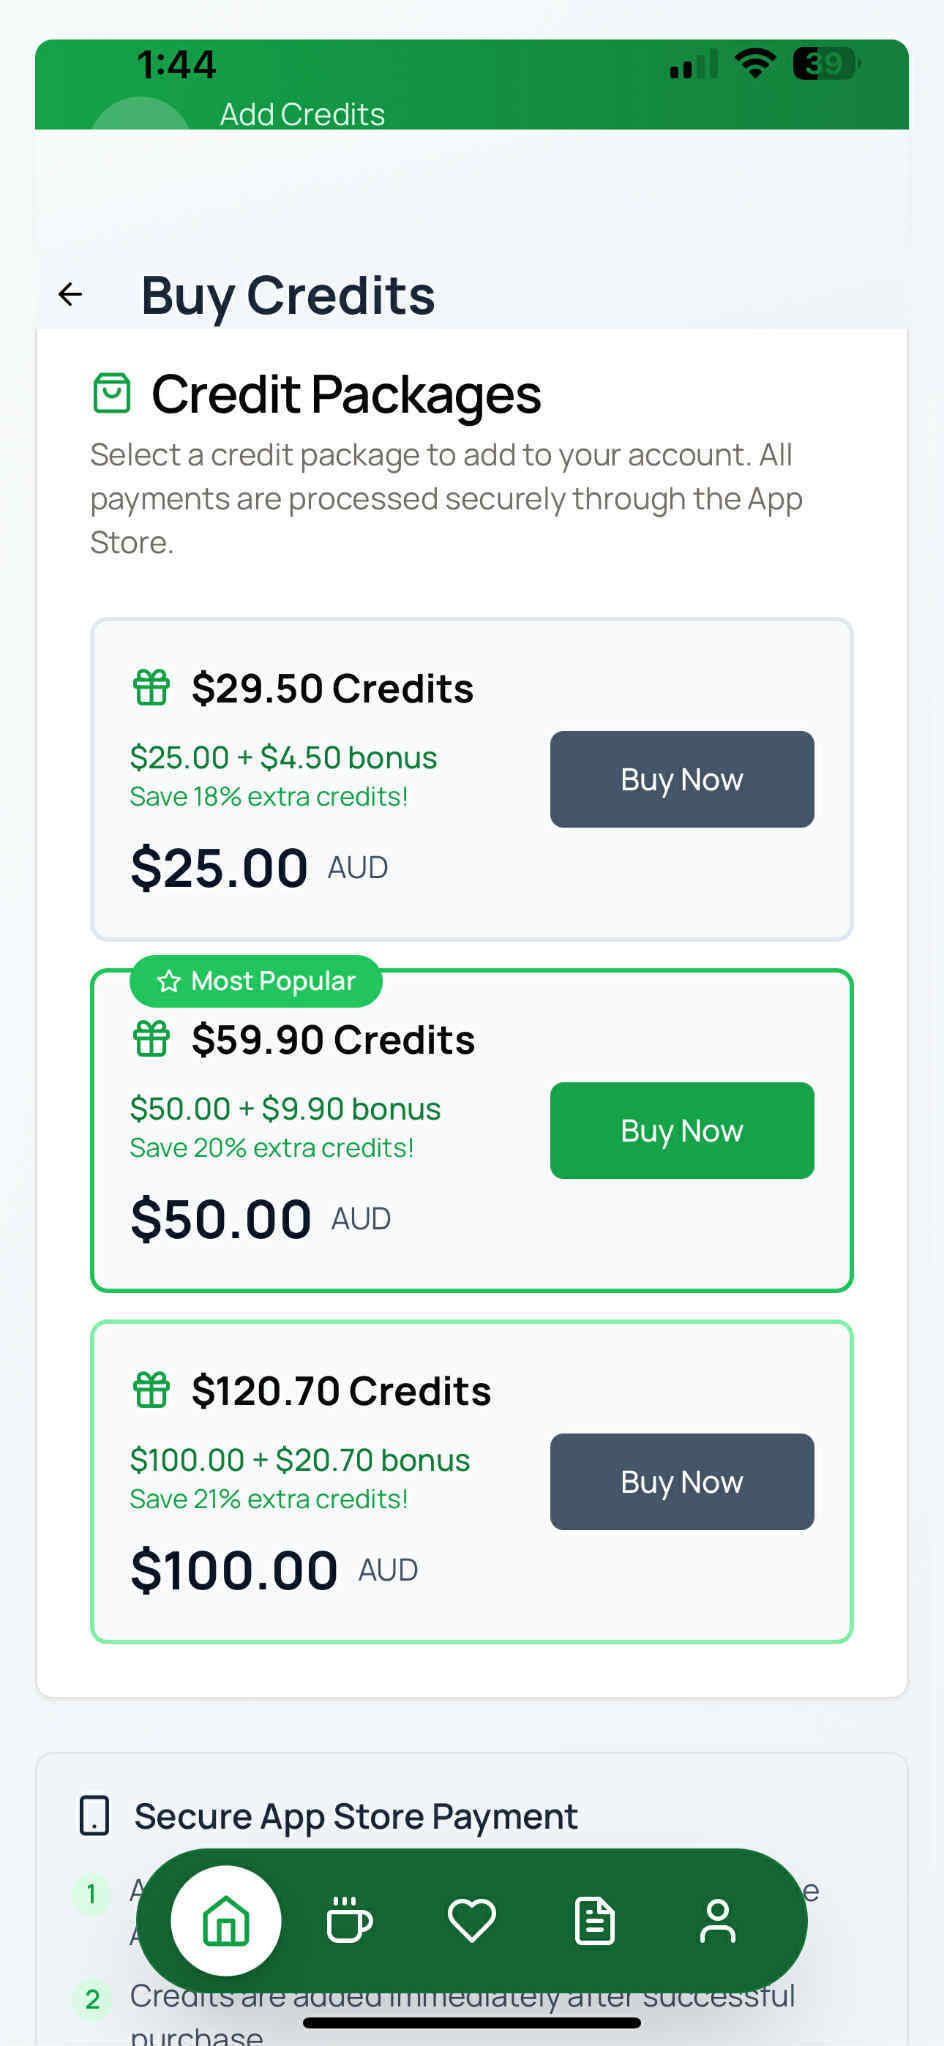 1:44
39
Add Credits
Buy Credits
Credit Packages
Select a credit package to add to your account. All
payments are processed securely through the App
Store.
$29.50 Credits
$25.00 + $4.50 bonus
Save 18% extra credits!
Buy Now
$25.00 AUD
Most Popular
$59.90 Credits
$50.00 + $9.90 bonus
Save 20% extra credits!
Buy Now
$50.00 AUD
$120.70 Credits
$100.00 + $20.70 bonus
Save 21% extra credits!
Buy Now
$100.00 AUD
Secure App Store Payment
1
2 Credits are added immediately after successful
purchase